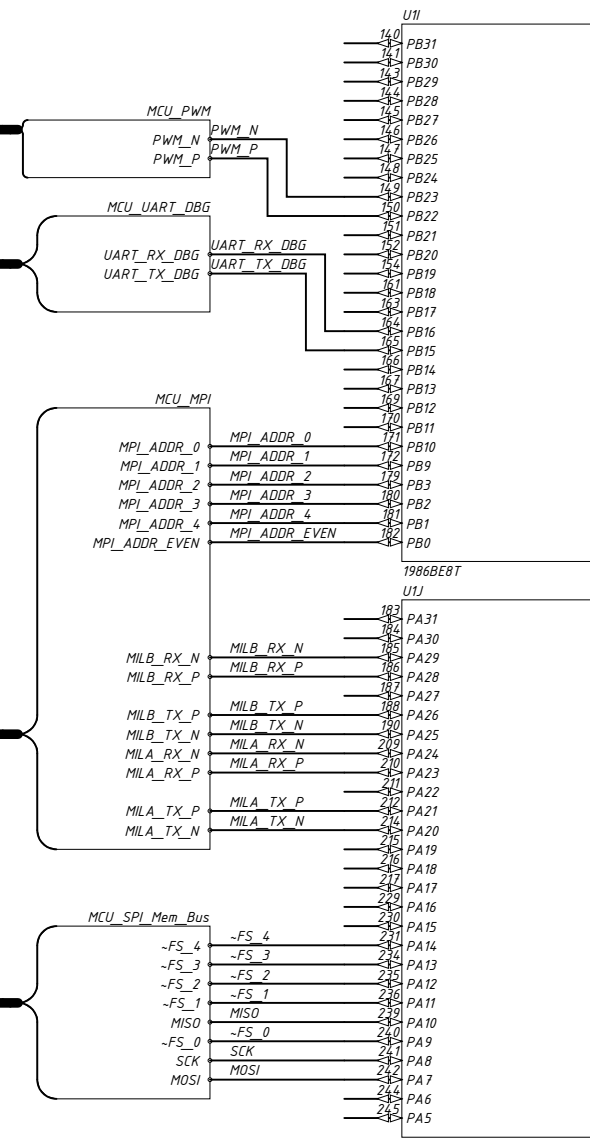 U1I
140 PB31
141 PB30
143 PB29
144 PB28
145 PB27
MCU_PWM
146 PB26
PWM_N PWM_N
147 PB25
PWM_P PWM_P
148 PB24
149 PB23
150 PB22
MCU_UART_DBG
151 PB21
UART_RX_DBG UART_RX_DBG 152 PB20
UART_TX_DBG UART_TX_DBG 154 PB19
161 PB18
163 PB17
164 PB16
165 PB15
166 PB14
167 PB13
MCU_MPI
169 PB12
170 PB11
MPI_ADDR_0 MPI_ADDR_0 171 PB10
MPI_ADDR_1 MPI_ADDR_1 172 PB9
MPI_ADDR_2 MPI_ADDR_2 179 PB3
MPI_ADDR_3 MPI_ADDR_3 180 PB2
MPI_ADDR_4 MPI_ADDR_4 181 PB1
MPI_ADDR_EVEN MPI_ADDR_EVEN 182 PB0
1986BE8T
U1J
183 PA31
184 PA30
MILB_RX_N MILB_RX_N 185 PA29
MILB_RX_P MILB_RX_P 186 PA28
187 PA27
MILB_TX_P MILB_TX_P 188 PA26
MILB_TX_N MILB_TX_N 190 PA25
MILA_RX_N MILA_RX_N 209 PA24
MILA_RX_P MILA_RX_P 210 PA23
211 PA22
MILA_TX_P MILA_TX_P 212 PA21
MILA_TX_N MILA_TX_N 214 PA20
215 PA19
216 PA18
217 PA17
229 PA16
MCU_SPI_Mem_Bus
230 PA15
~FS_4 ~FS_4 231 PA14
~FS_3 ~FS_3 234 PA13
~FS_2 ~FS_2 235 PA12
~FS_1 ~FS_1 236 PA11
MISO MISO 239 PA10
~FS_0 ~FS_0 240 PA9
SCK SCK 241 PA8
MOSI MOSI 242 PA7
244 PA6
245 PA5